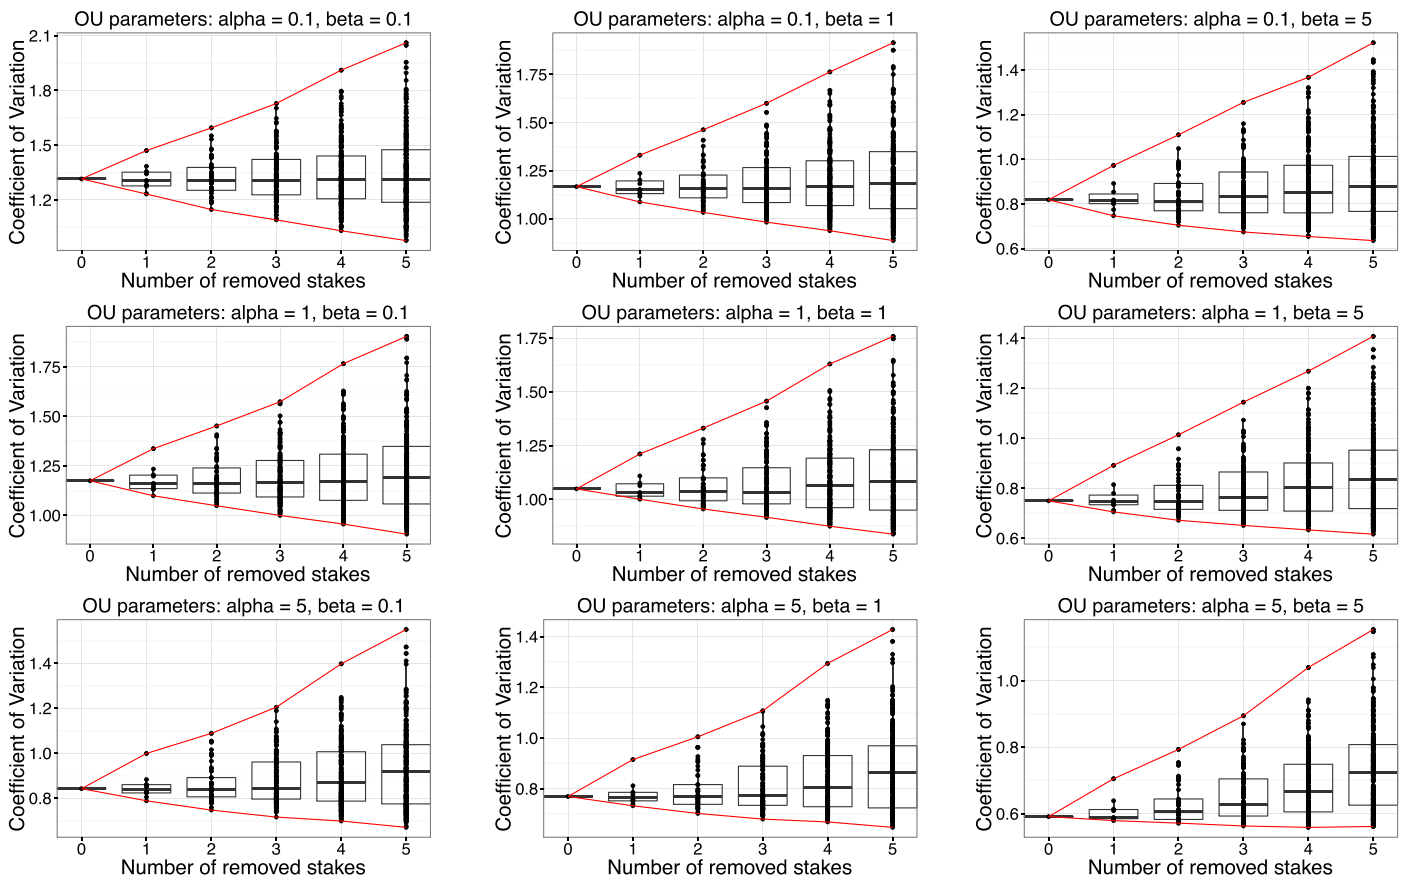 OU parameters: alpha = 0.1, beta = 0.1
Coefficient of Variation
2.1
1.8
1.5
1.2
0 1 2 3 4 5
Number of removed stakes
OU parameters: alpha = 0.1, beta = 1
Coefficient of Variation
1.75
1.50
1.25
1.00
0 1 2 3 4 5
Number of removed stakes
OU parameters: alpha = 0.1, beta = 5
Coefficient of Variation
1.4
1.2
1.0
0.8
0.6
0 1 2 3 4 5
Number of removed stakes
OU parameters: alpha = 1, beta = 0.1
Coefficient of Variation
1.75
1.50
1.25
1.00
0 1 2 3 4 5
Number of removed stakes
OU parameters: alpha = 1, beta = 1
Coefficient of Variation
1.75
1.50
1.25
1.00
0 1 2 3 4 5
Number of removed stakes
OU parameters: alpha = 1, beta = 5
Coefficient of Variation
1.4
1.2
1.0
0.8
0.6
0 1 2 3 4 5
Number of removed stakes
OU parameters: alpha = 5, beta = 0.1
Coefficient of Variation
1.4
1.2
1.0
0.8
0 1 2 3 4 5
Number of removed stakes
OU parameters: alpha = 5, beta = 1
Coefficient of Variation
1.4
1.2
1.0
0.8
0 1 2 3 4 5
Number of removed stakes
OU parameters: alpha = 5, beta = 5
Coefficient of Variation
1.0
0.8
0.6
0 1 2 3 4 5
Number of removed stakes